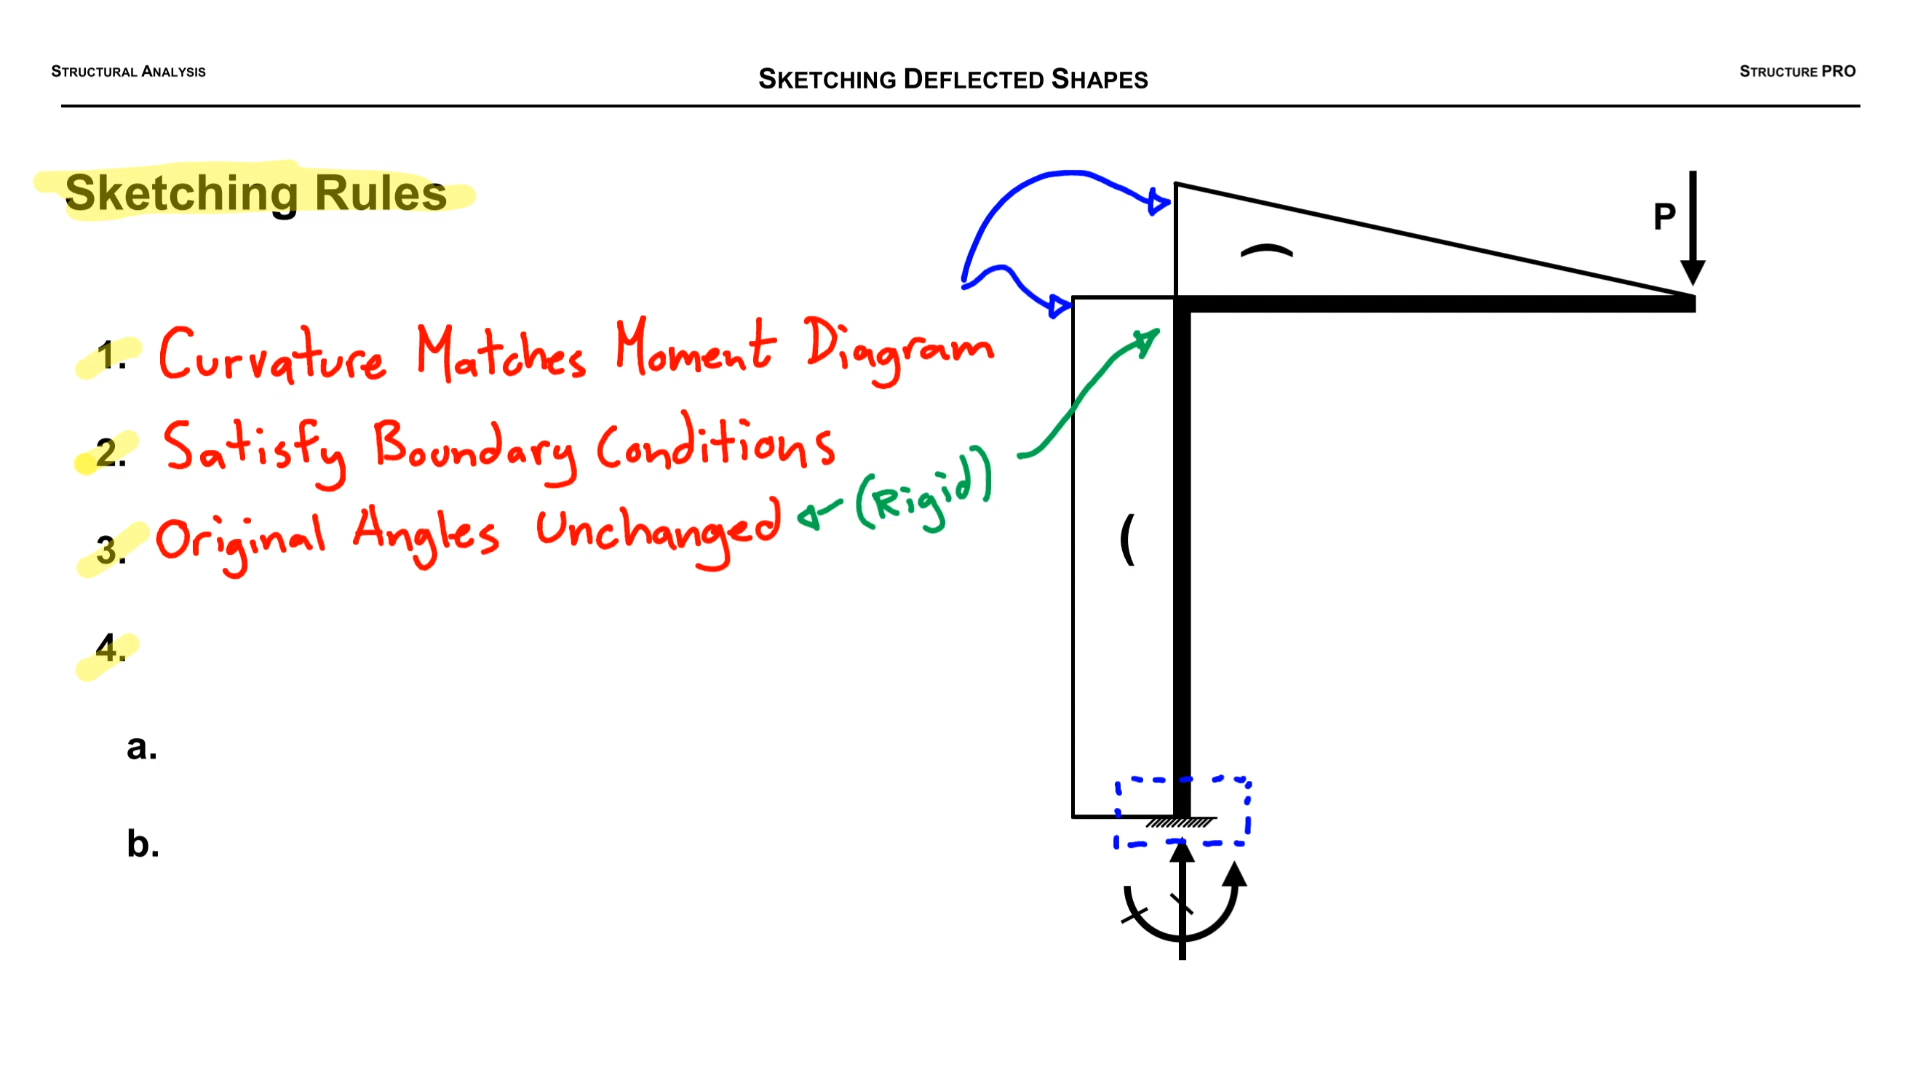 STRUCTURAL ANALYSIS
SKETCHING DEFLECTED SHAPES
STRUCTURE PRO
Sketching Rules
P
1. Curvature Matches Moment Diagram
2. Satisfy Boundary Conditions
3. Original Angles Unchanged (Rigid)
4.
a.
b.